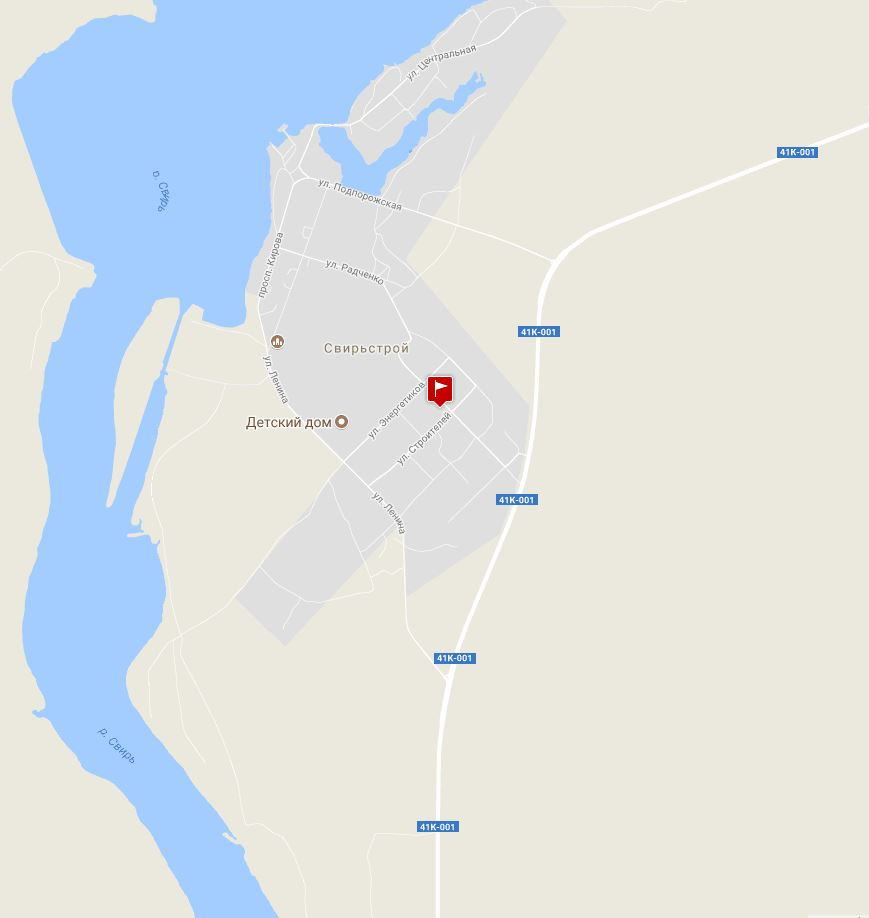 ул. Центральная
41К-001
р. Свирь
ул. Подпорожская
просп. Кирова
ул. Радченко
41К-001
Свирьстрой
ул. Ленина
ул. Энергетиков
Детский дом
ул. Строителей
41К-001
ул. Ленина
41К-001
р. Свирь
41К-001